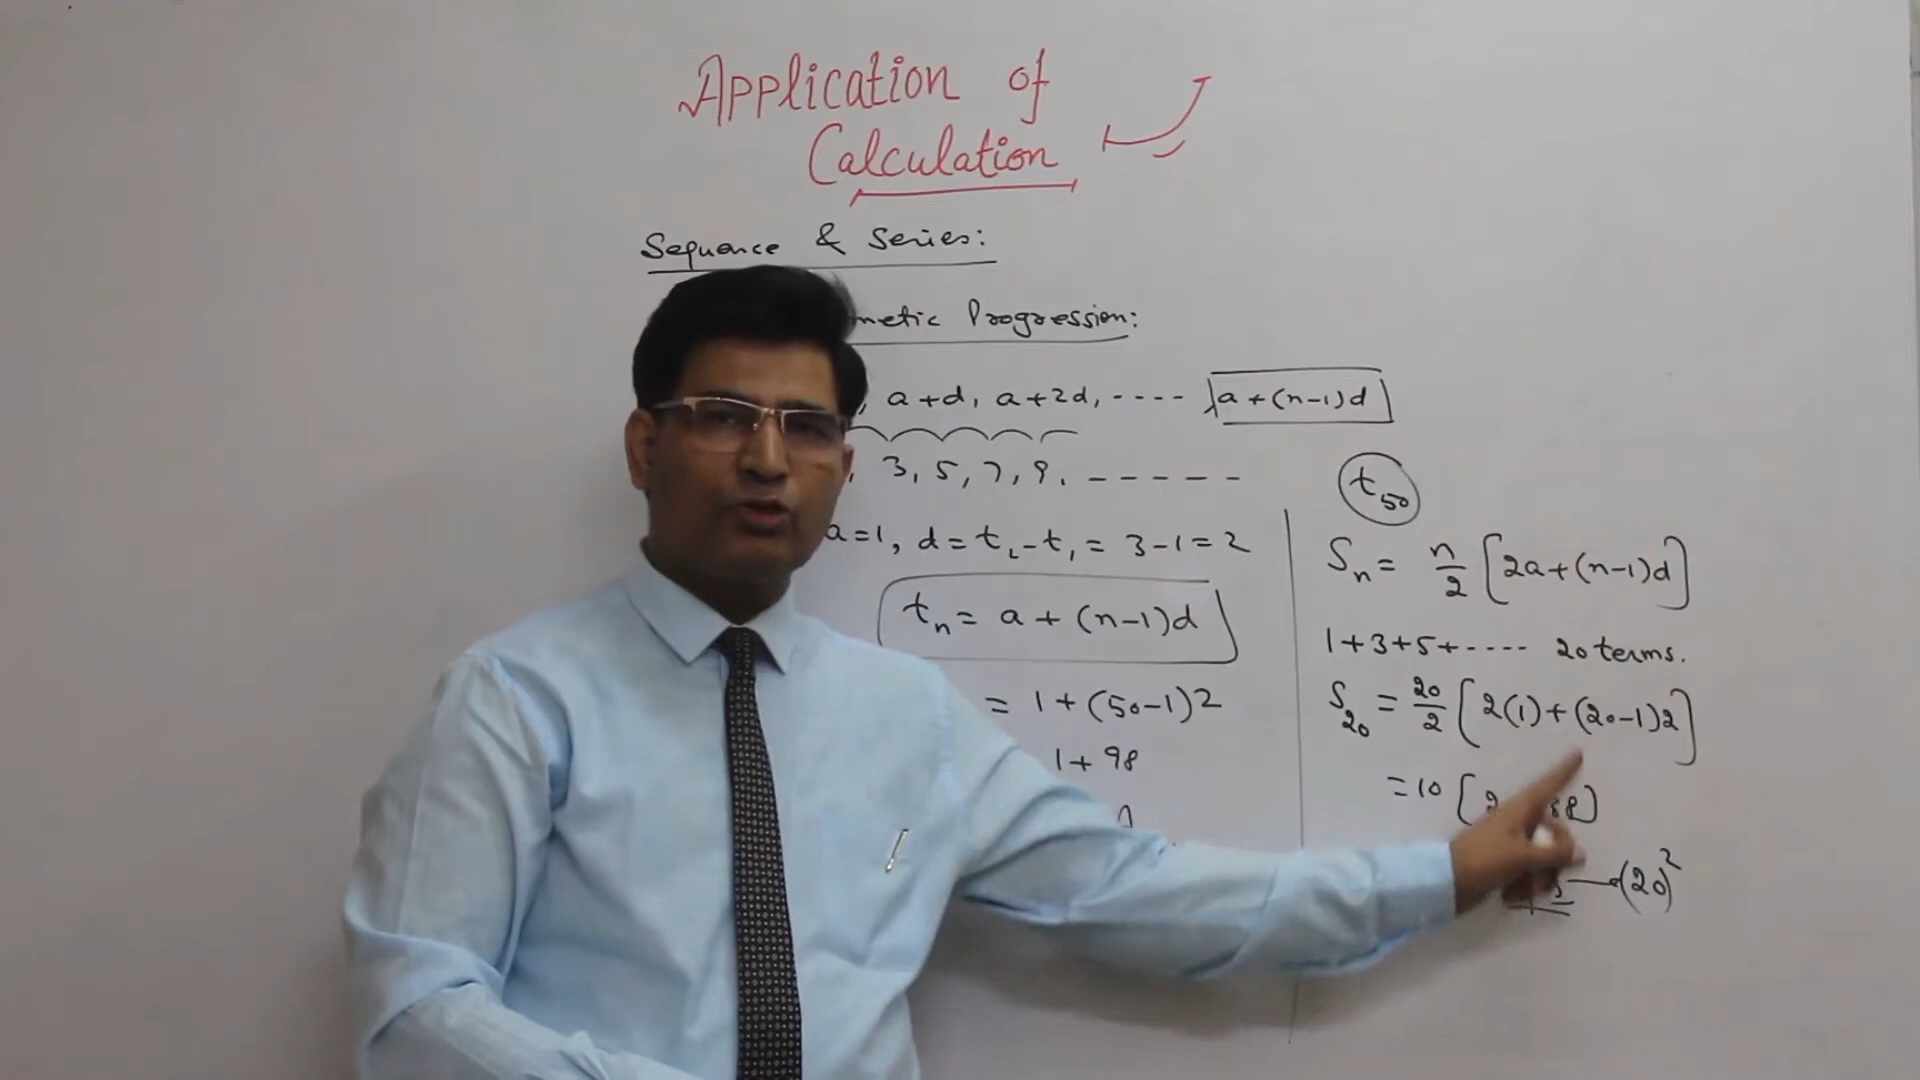 Application of
Calculation
Sequence & Series:
Progression:
, a+d, a+2d, ---- a+(n-1)d
, 3, 5, 7, 9, -----
a=1, d= t₂-t₁ = 3-1=2
tₙ= a + (n-1)d
= 1+(50-1)2
1+98
t₅₀
Sₙ= n/2 [2a+(n-1)d]
1+3+5+---- 20 terms.
S₂₀ = 20/2 [2(1)+(20-1)2]
=10 [
(20)²